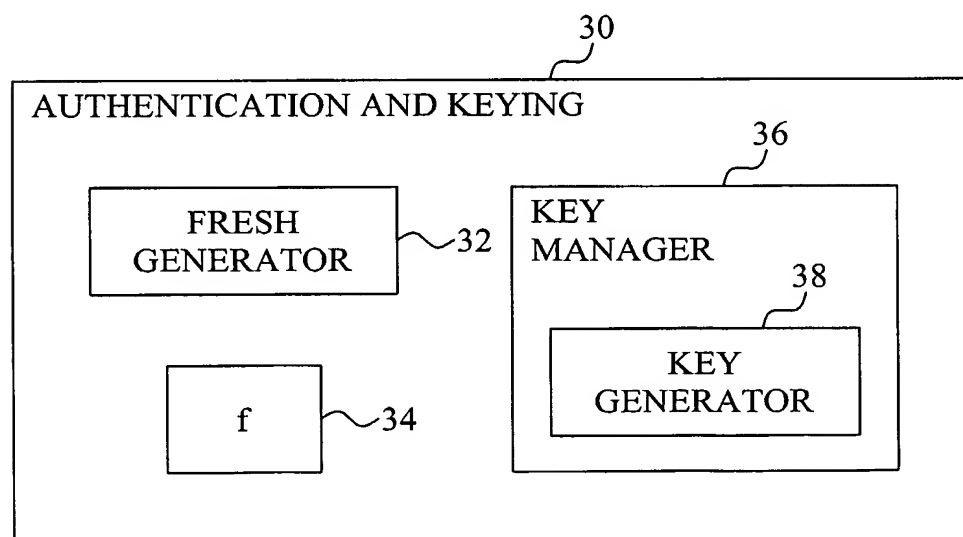 30
AUTHENTICATION AND KEYING
36
FRESH
GENERATOR
32
KEY
MANAGER
38
KEY
GENERATOR
f
34